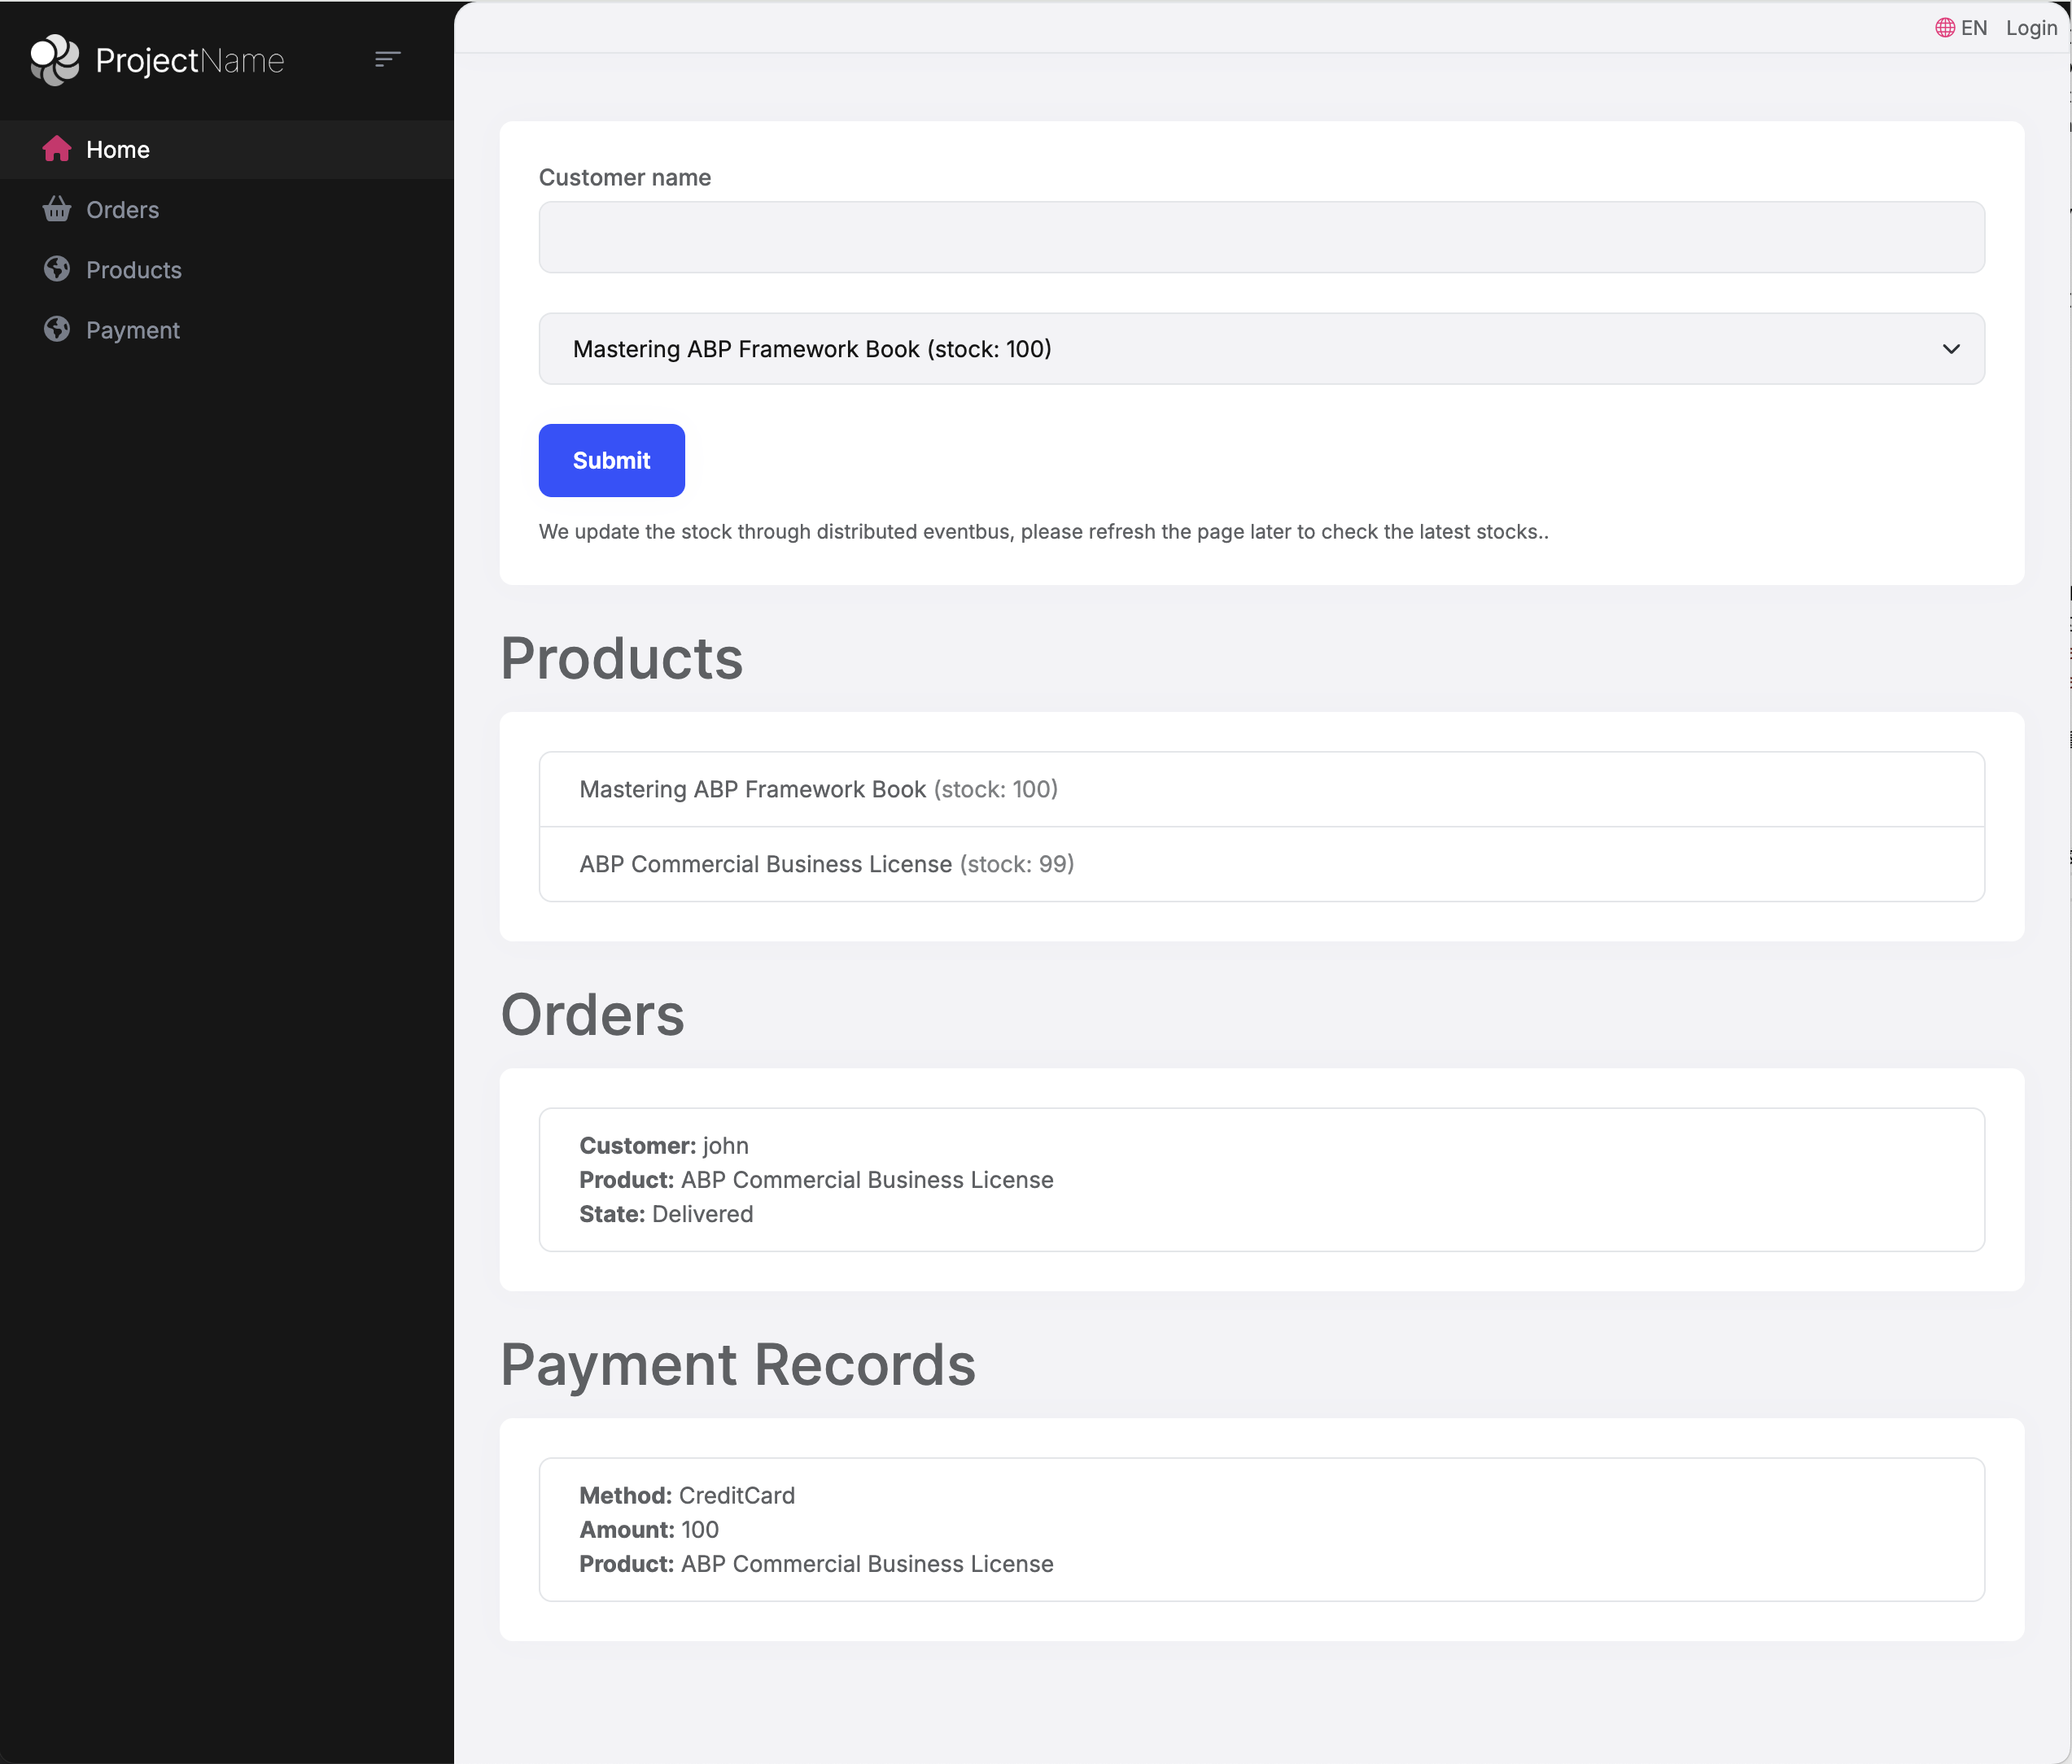 ProjectName
EN Login
Home
Orders
Products
Payment
Customer name
Mastering ABP Framework Book (stock: 100)
Submit
We update the stock through distributed eventbus, please refresh the page later to check the latest stocks..
Products
Mastering ABP Framework Book (stock: 100)
ABP Commercial Business License (stock: 99)
Orders
Customer: john
Product: ABP Commercial Business License
State: Delivered
Payment Records
Method: CreditCard
Amount: 100
Product: ABP Commercial Business License